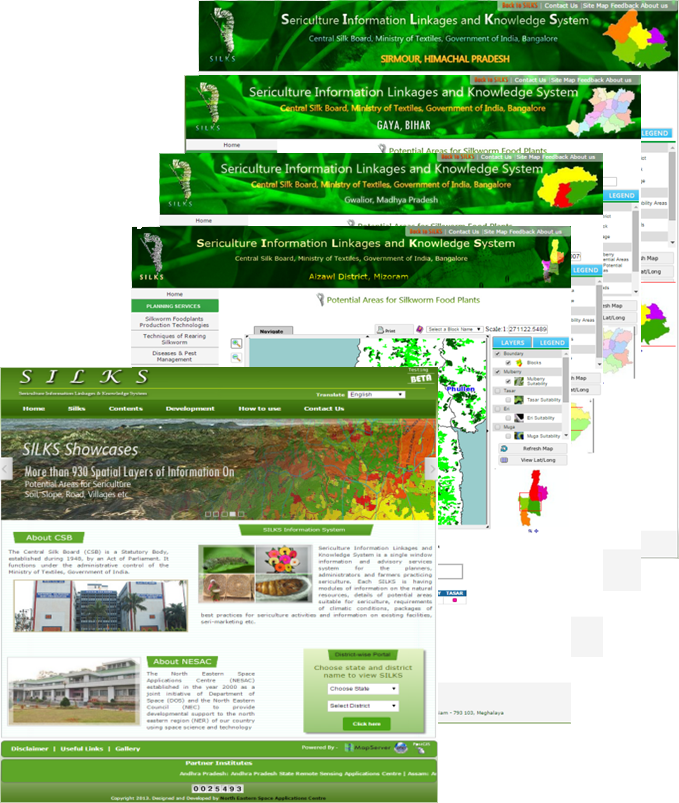 Back to SILKS | Contact Us | Site Map Feedback About us
Sericulture Information Linkages and Knowledge System
Central Silk Board, Ministry of Textiles, Government of India, Bangalore
SIRMOUR, HIMACHAL PRADESH
SILKS
LEGEND
Back to SILKS | Contact Us | Site Map Feedback About us
Sericulture Information Linkages and Knowledge System
Central Silk Board, Ministry of Textiles, Government of India, Bangalore
GAYA, BIHAR
SILKS
Home
Potential Areas for Silkworm Food Plants
LEGEND
Back to SILKS | Contact Us | Site Map Feedback About us
Sericulture Information Linkages and Knowledge System
Central Silk Board, Ministry of Textiles, Government of India, Bangalore
Gwalior, Madhya Pradesh
SILKS
Home
Potential Areas for Silkworm Food Plants
LEGEND
Back to SILKS | Contact Us | Site Map Feedback About us
Sericulture Information Linkages and Knowledge System
Central Silk Board, Ministry of Textiles, Government of India, Bangalore
Aizawl District, Mizoram
SILKS
Home
Potential Areas for Silkworm Food Plants
PLANNING SERVICES
Silkworm Foodplants
Production Technologies
Techniques of Rearing
Silkworm
Diseases & Pest
Management
Navigate
Print
Select a Block Name
Scale 1: 271122.5489
LAYERS LEGEND
Boundary
Blocks
Mulberry
Mulberry
Suitability
Tasar
Tasar Suitability
Eri
Eri Suitability
Muga
Muga Suitability
Refresh Map
View Lat/Long
Phullen
TASAR
793 103, Meghalaya
SILKS
Sericulture Information Linkages & Knowledge System
Testing
BETA
Translate English
Home Silks Contents Development How to use Contact Us
SILKS Showcases
More than 930 Spatial Layers of Information On
Potential Areas for Sericulture
Soil, Slope, Road, Villages etc
About CSB
The Central Silk Board (CSB) is a Statutory Body,
established during 1948, by an Act of Parliament. It
functions under the administrative control of the
Ministry of Textiles, Government of India.
SILKS Information System
Sericulture Information Linkages and
Knowledge System is a single window
information and advisory services
system for the planners,
administrators and farmers practicing
sericulture. Each SILKS is having
modules of information on the natural
resources, details of potential areas
suitable for sericulture, requirements
of climatic conditions, packages of
best practices for sericulture activities and information on existing facilities,
seri-marketing etc.
About NESAC
The North Eastern Space
Applications Centre (NESAC)
established in the year 2000 as a
joint initiative of Department of
Space (DOS) and the North Eastern
Council (NEC) to provide
developmental support to the north
eastern region (NER) of our country
using space science and technology
Districtwise Portal
Choose state and district
name to view SILKS
Choose State
Select District
Click here
Disclaimer | Useful Links | Gallery
Powered By - MapServer
Partner Institutes
Andhra Pradesh: Andhra Pradesh State Remote Sensing Applications Centre | Assam: As
0025493
Copyright 2013. Designed and Developed by North Eastern Space Applications Centre